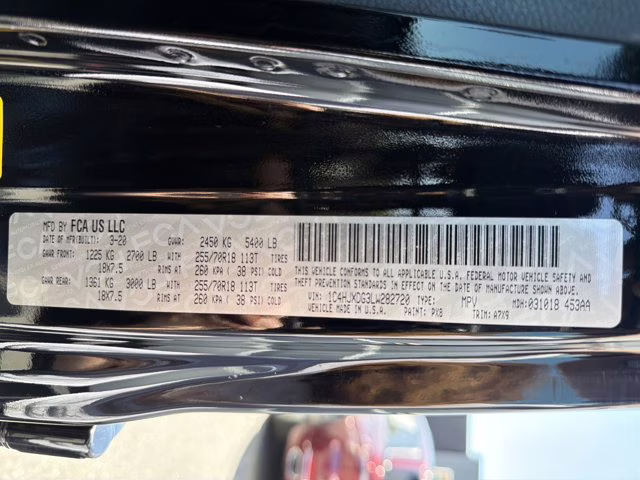 MFD BY FCA US LLC
DATE OF MFR(BUILT): 3-20 GVWR: 2450 KG 5400 LB
GAWR FRONT: 1225 KG 2700 LB WITH: 255/70R18 113T TIRES
18X7.5 RIMS AT 260 KPA ( 38 PSI) COLD
GAWR REAR: 1361 KG 3000 LB WITH: 255/70R18 113T TIRES
18X7.5 RIMS AT 260 KPA ( 38 PSI) COLD
THIS VEHICLE CONFORMS TO ALL APPLICABLE U.S.A. FEDERAL MOTOR VEHICLE SAFETY AND
THEFT PREVENTION STANDARDS IN EFFECT ON THE DATE OF MANUFACTURE SHOWN ABOVE.
VIN: 1C4HJXDG3LW282720 TYPE: MPV MDH: 031018 453AA
VEHICLE MADE IN U.S.A. PAINT: PX8 TRIM: A7X9